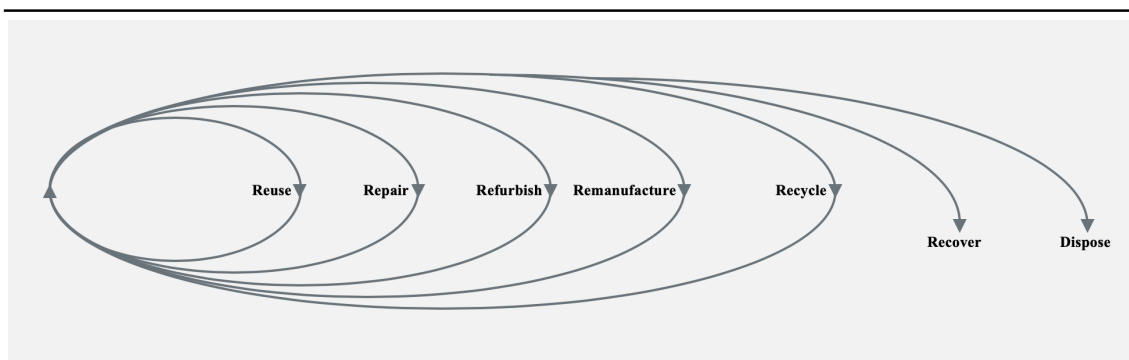 Reuse
Repair
Refurbish
Remanufacture
Recycle
Recover
Dispose